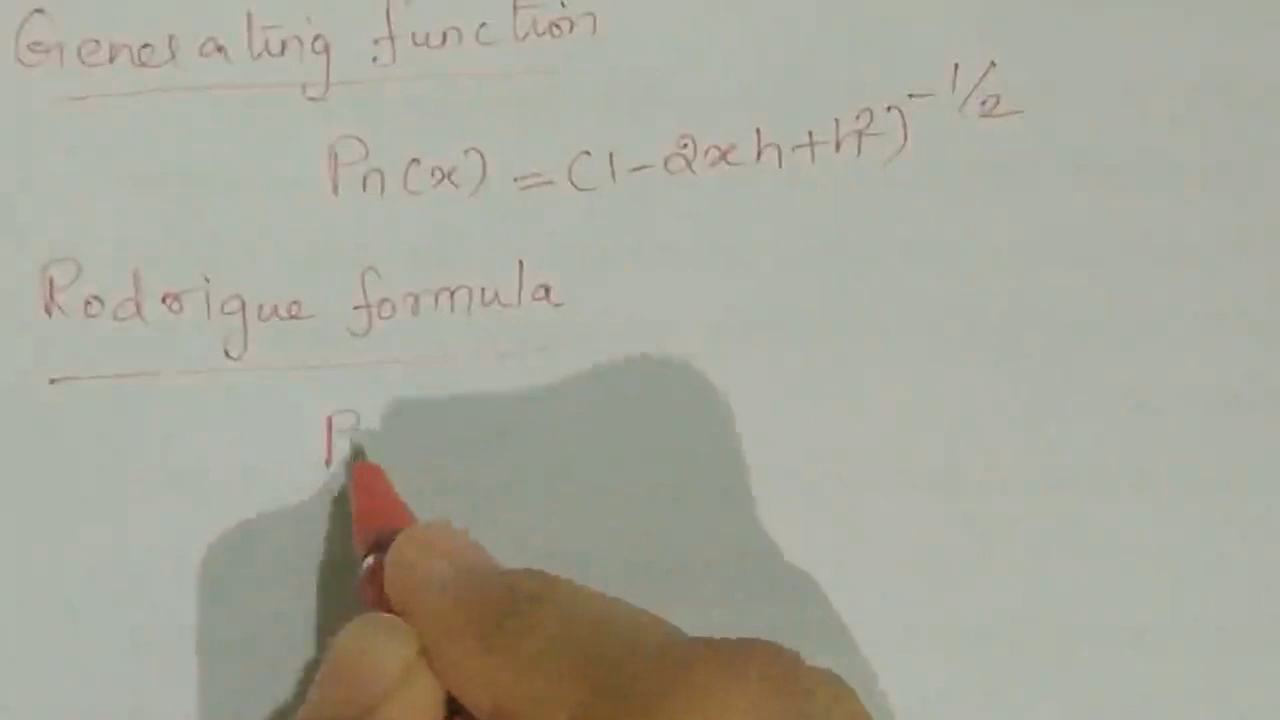 Generating function
Pn(x) = (1-2xh+h²)^-1/2
Rodrigue formula
P